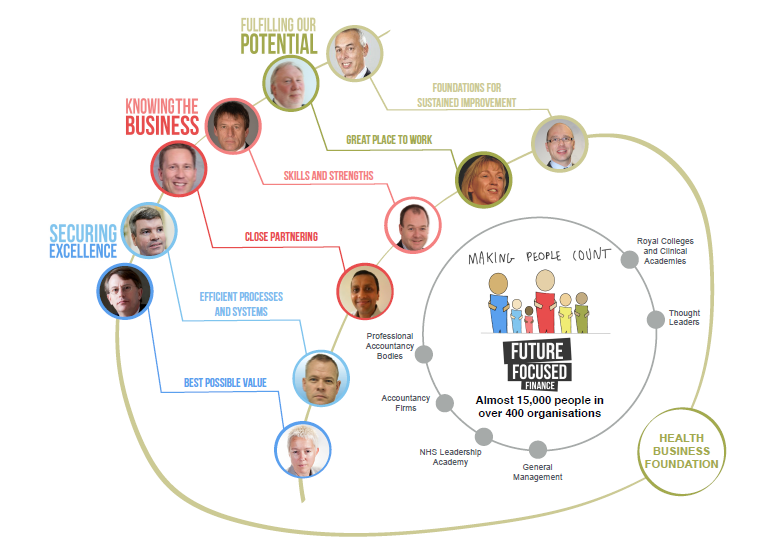 FULFILLING OUR
POTENTIAL
FOUNDATIONS FOR
SUSTAINED IMPROVEMENT
KNOWING THE
BUSINESS
GREAT PLACE TO WORK
SKILLS AND STRENGTHS
SECURING
EXCELLENCE
CLOSE PARTNERING
EFFICIENT PROCESSES
AND SYSTEMS
BEST POSSIBLE VALUE
MAKING PEOPLE COUNT
Royal Colleges
and Clinical
Academies
Thought
Leaders
Professional
Accountancy
Bodies
FUTURE
FOCUSED
FINANCE
Almost 15,000 people in
over 400 organisations
Accountancy
Firms
NHS Leadership
Academy
General
Management
HEALTH
BUSINESS
FOUNDATION